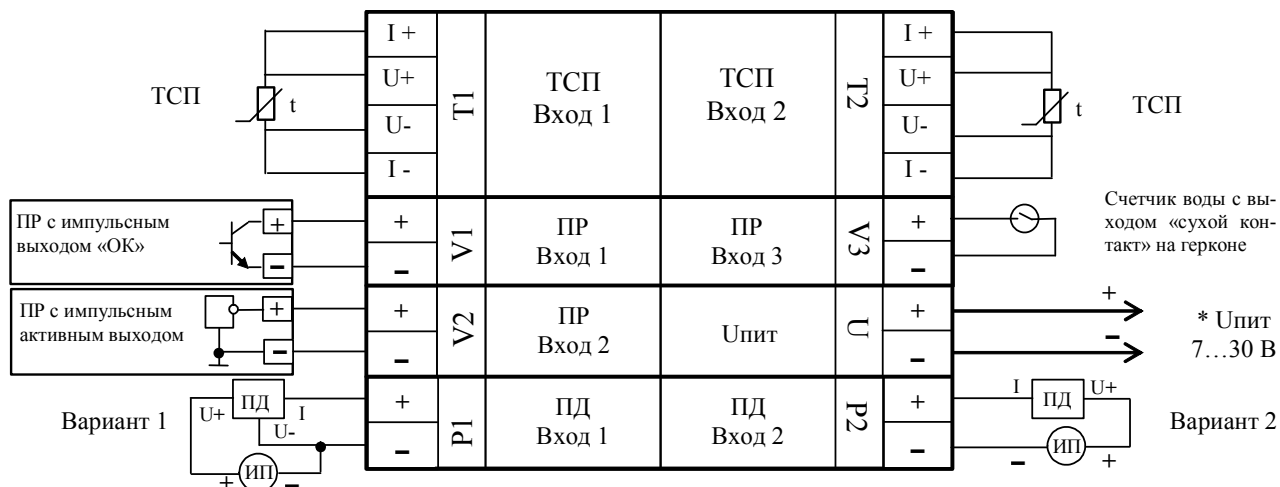 I +
I +
U+
U+
ТСП
t
T1
ТСП
Вход 1
ТСП
Вход 2
T2
t
ТСП
U-
U-
I -
I -
ПР с импульсным
выходом «ОК»
+
–
+
–
V1
ПР
Вход 1
ПР
Вход 3
V3
+
–
Счетчик воды с вы-
ходом «сухой кон-
такт» на герконе
ПР с импульсным
активным выходом
+
–
+
–
V2
ПР
Вход 2
Uпит
U
+
–
+
–
* Uпит
7…30 В
Вариант 1
U+
ПД
I
U-
+
ИП
–
+
–
P1
ПД
Вход 1
ПД
Вход 2
P2
+
–
I
ПД
U+
–
ИП
+
Вариант 2